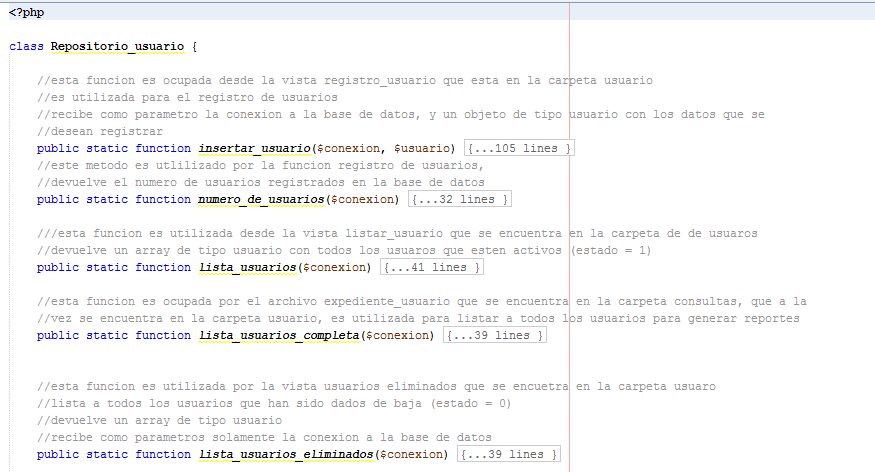 <?php
class Repositorio_usuario {
//esta funcion es ocupada desde la vista registro_usuario que esta en la carpeta usuario
//es utilizada para el registro de usuarios
//recibe como parametro la conexion a la base de datos, y un objeto de tipo usuario con los datos que se
//desean registrar
public static function insertar_usuario($conexion, $usuario) {...105 lines }
//este metodo es utlilizado por la funcion registro de usuarios,
//devuelve el numero de usuarios registrados en la base de datos
public static function numero_de_usuarios($conexion) {...32 lines }
///esta funcion es utilizada desde la vista listar_usuario que se encuentra en la carpeta de de usuaros
//devuelve un array de tipo usuario con todos los usuaros que esten activos (estado = 1)
public static function lista_usuarios($conexion) {...41 lines }
//esta funcion es ocupada por el archivo expediente_usuario que se encuentra en la carpeta consultas, que a la
//vez se encuentra en la carpeta usuario, es utilizada para listar a todos los usuarios para generar reportes
public static function lista_usuarios_completa($conexion) {...39 lines }
//esta funcion es utilizada por la vista usuarios eliminados que se encuetra en la carpeta usuaro
//lista a todos los usuarios que han sido dados de baja (estado = 0)
//devuelve un array de tipo usuario
//recibe como parametros solamente la conexion a la base de datos
public static function lista_usuarios_eliminados($conexion) {...39 lines }